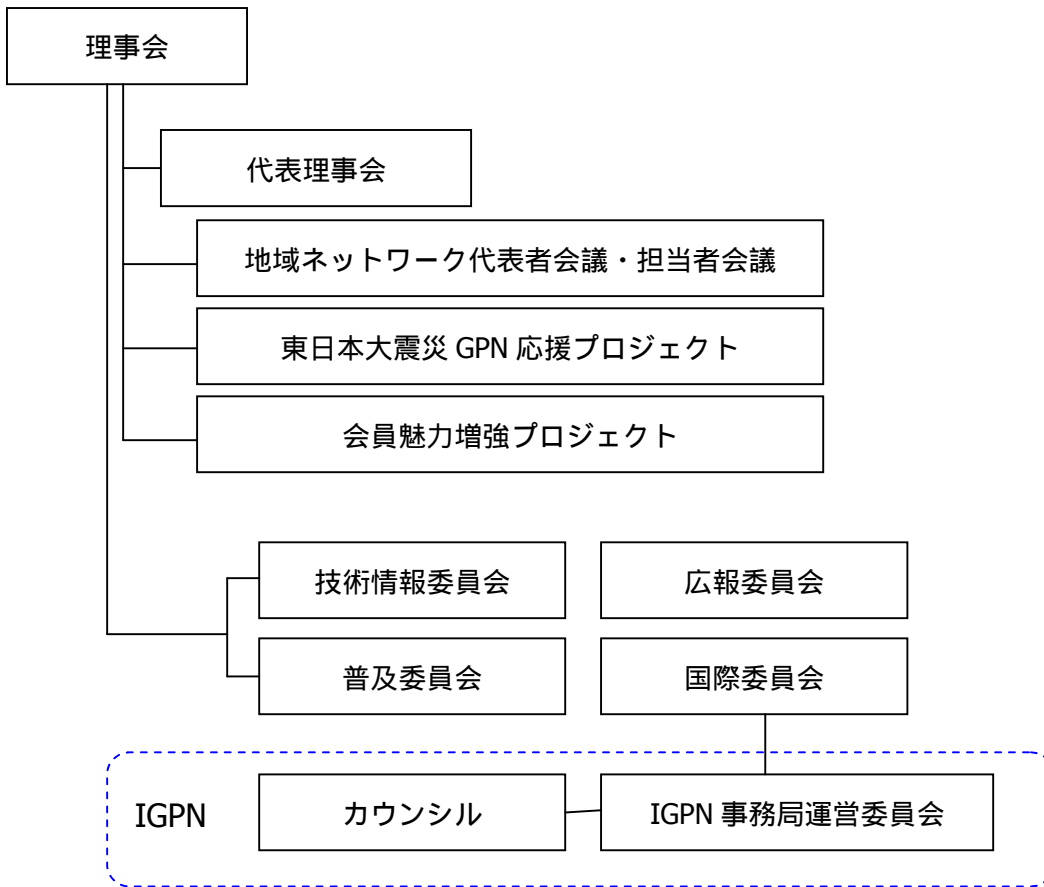 理事会
代表理事会
地域ネットワーク代表者会議・担当者会議
東日本大震災 GPN 応援プロジェクト
会員魅力増強プロジェクト
技術情報委員会
広報委員会
普及委員会
国際委員会
IGPN
カウンシル
IGPN 事務局運営委員会